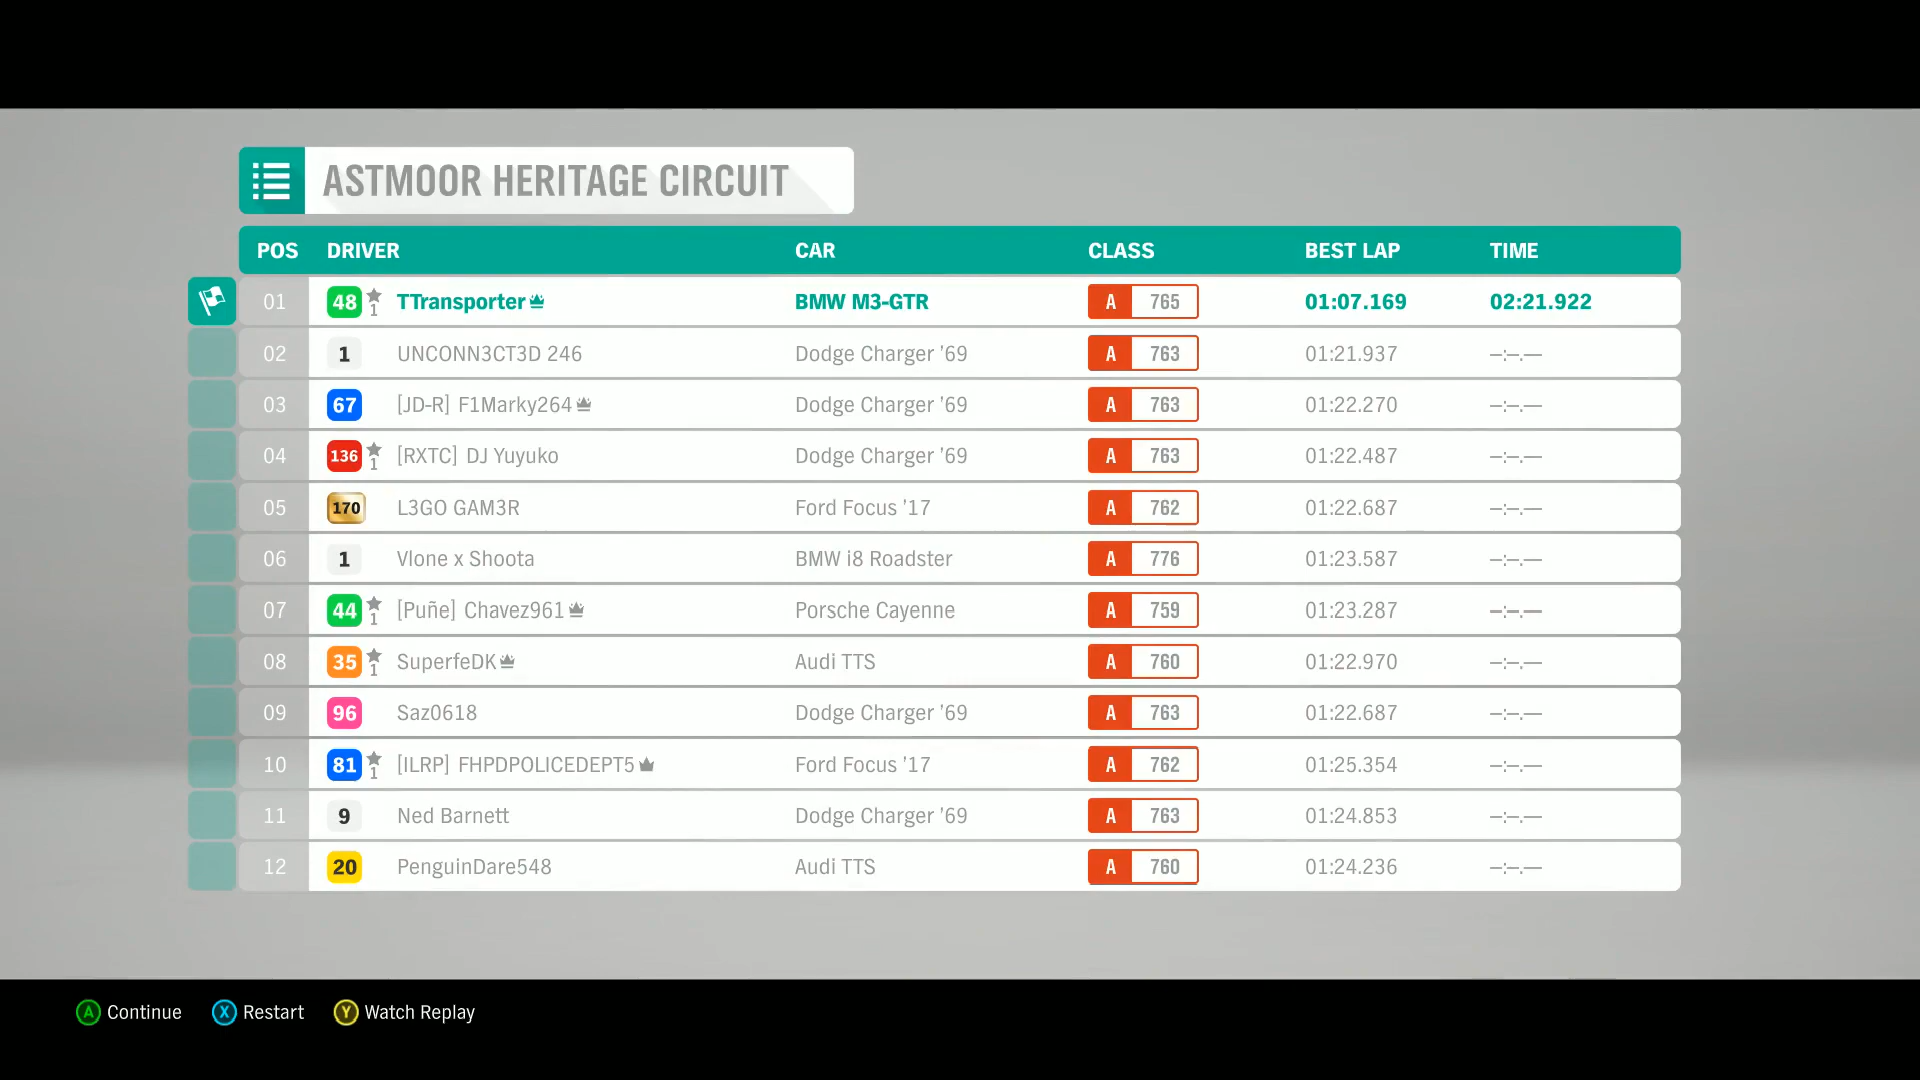 ASTMOOR HERITAGE CIRCUIT
POS DRIVER CAR CLASS BEST LAP TIME
01 48 1 TTransporter BMW M3-GTR A 765 01:07.169 02:21.922
02 1 UNCONN3CT3D 246 Dodge Charger '69 A 763 01:21.937 --:--.---
03 67 [JD-R] F1Marky264 Dodge Charger '69 A 763 01:22.270 --:--.---
04 136 1 [RXTC] DJ Yuyuko Dodge Charger '69 A 763 01:22.487 --:--.---
05 170 L3GO GAM3R Ford Focus '17 A 762 01:22.687 --:--.---
06 1 Vlone x Shoota BMW i8 Roadster A 776 01:23.587 --:--.---
07 44 1 [Puñe] Chavez961 Porsche Cayenne A 759 01:23.287 --:--.---
08 35 1 SuperfeDK Audi TTS A 760 01:22.970 --:--.---
09 96 Saz0618 Dodge Charger '69 A 763 01:22.687 --:--.---
10 81 1 [ILRP] FHPDPOLICEDEPT5 Ford Focus '17 A 762 01:25.354 --:--.---
11 9 Ned Barnett Dodge Charger '69 A 763 01:24.853 --:--.---
12 20 PenguinDare548 Audi TTS A 760 01:24.236 --:--.---
A Continue X Restart Y Watch Replay